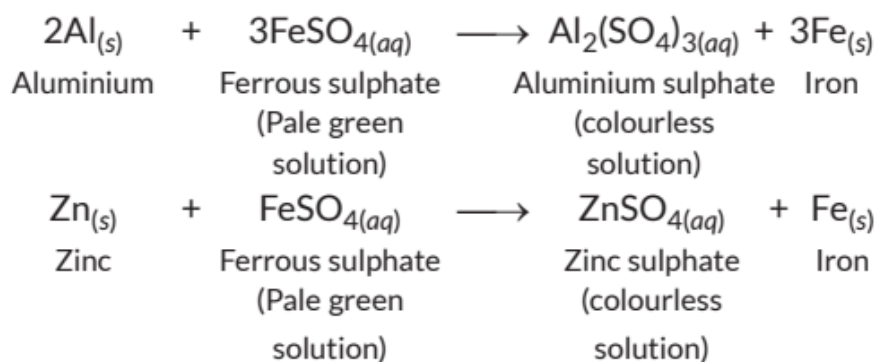 2Al(s) + 3FeSO4(aq) ⟶ Al2(SO4)3(aq) + 3Fe(s)
Aluminium Ferrous sulphate Aluminium sulphate Iron
(Pale green (colourless
solution) solution)
Zn(s) + FeSO4(aq) ⟶ ZnSO4(aq) + Fe(s)
Zinc Ferrous sulphate Zinc sulphate Iron
(Pale green (colourless
solution) solution)